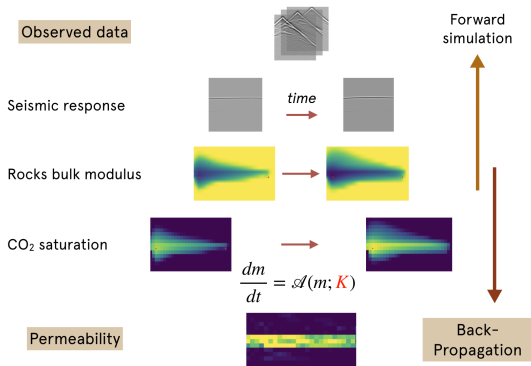 Observed data
Forward
simulation
Seismic response
time
Rocks bulk modulus
CO₂ saturation
dm/dt = 𝒜(m; K)
Permeability
Back-
Propagation